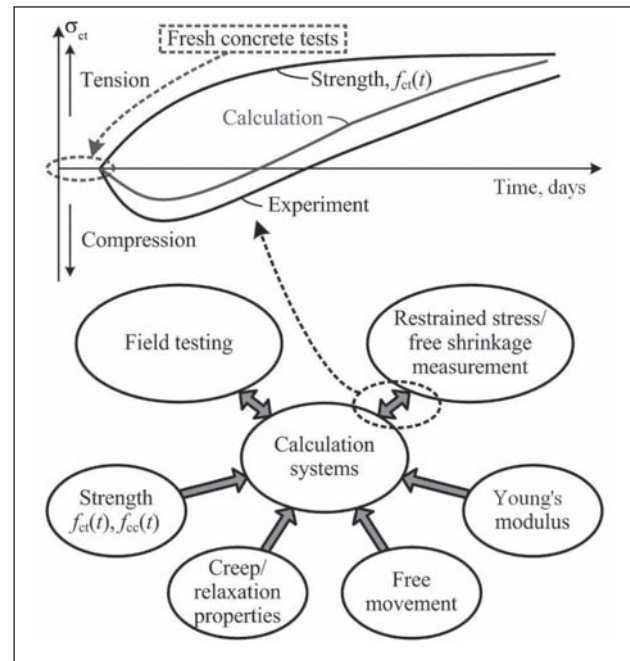 σct
Fresh concrete tests
Tension
Strength, fct(t)
Calculation
Time, days
Experiment
Compression
Field testing
Restrained stress/
free shrinkage
measurement
Calculation
systems
Strength
fct(t), fcc(t)
Young's
modulus
Creep/
relaxation
properties
Free
movement